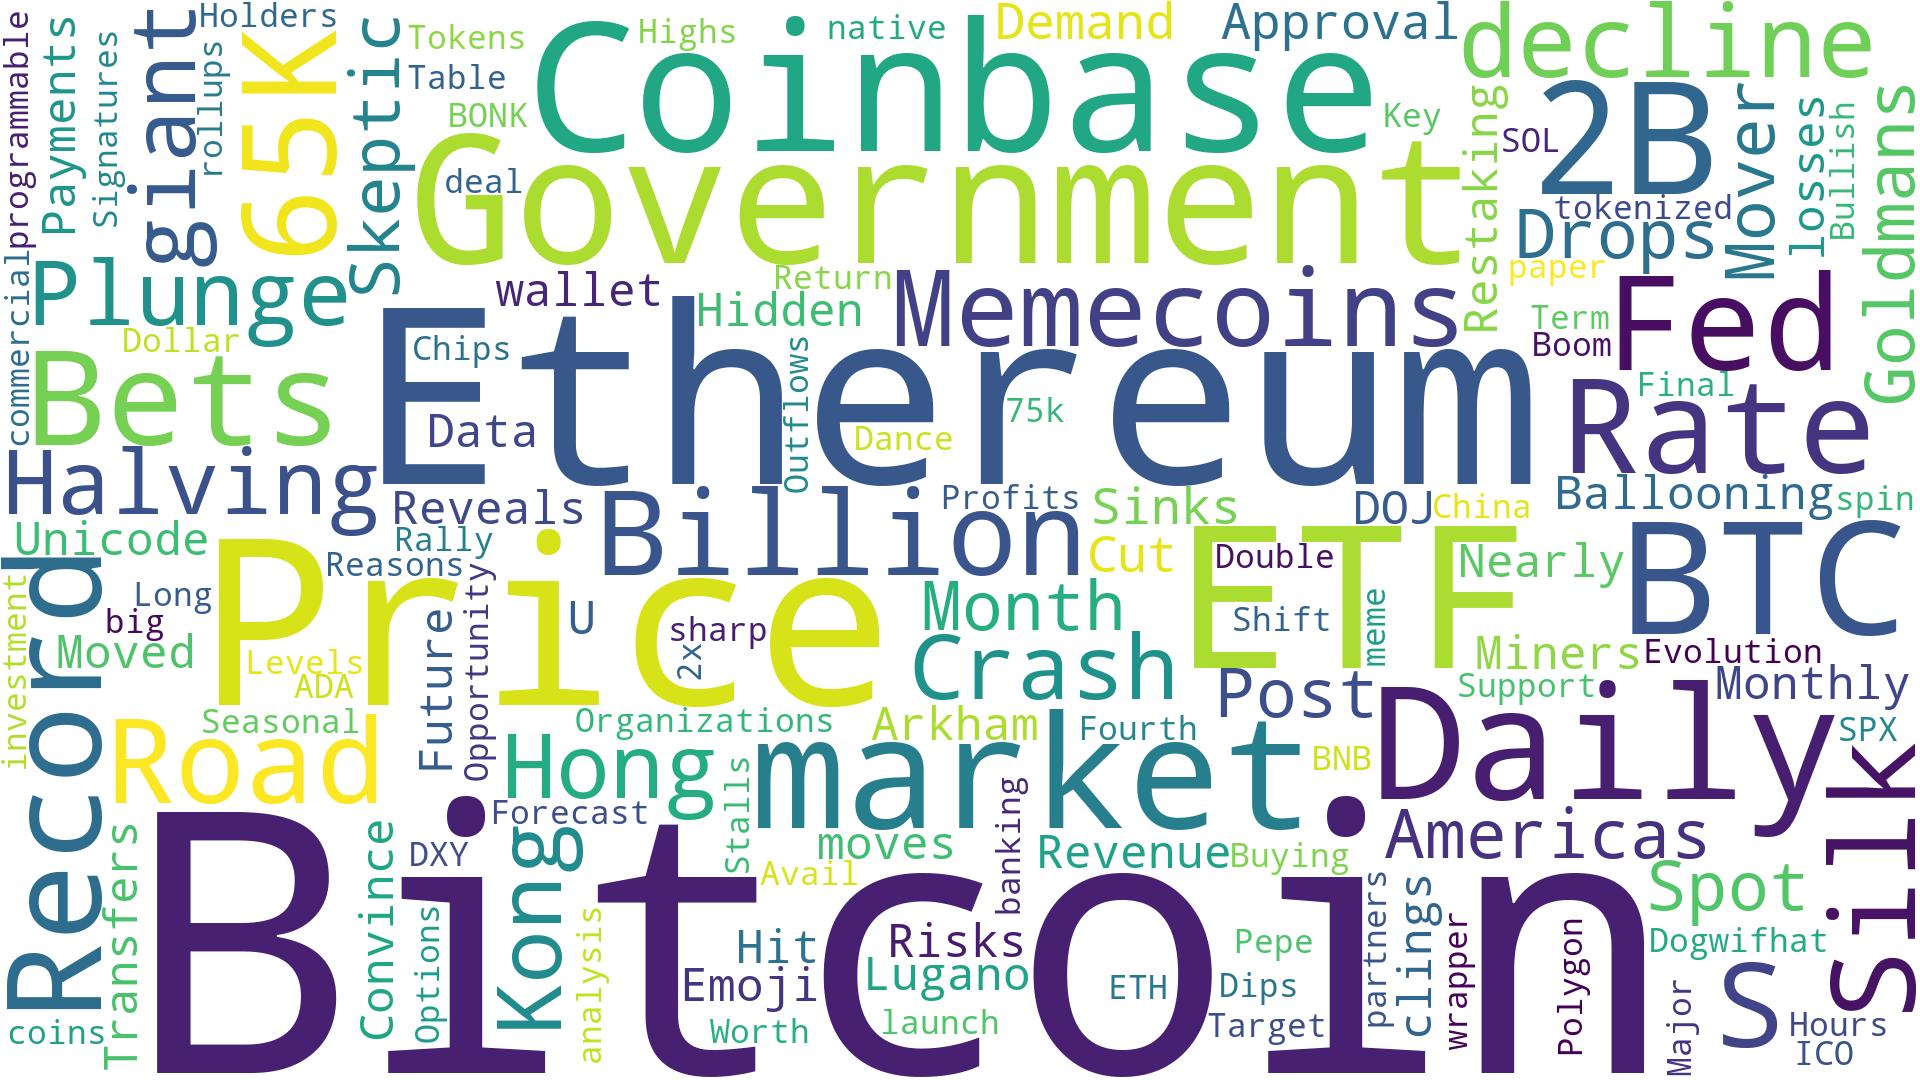 Holders
Tokens
Highs
native
Demand
Approval
decline
commercialprogrammable
Payments
Signatures
giant
rollups
65K
Skeptic
Table
BONK
Coinbase
Key
Restaking
SOL
2B
Mover
losses
Bullish
Goldmans
Government
deal
tokenized
Drops
Plunge
wallet
Return
Hidden
Memecoins
paper
Term
Boom
Fed
Dollar
Chips
Ethereum
Outflows
75k
Bets
Data
Dance
Final
Rate
Halving
Reveals
Billion
Profits
Sinks
DOJ
China
Ballooning
spin
Unicode
Rally
Reasons
Cut
Double
ETF
Nearly
BTC
Record
investment
Long
big
Moved
Price
Levels
ADA
Future
Opportunity
U
sharp
2x
Month
Crash
Shift
meme
Miners
Evolution
Support
Monthly
Post
Road
Seasonal
Organizations
Arkham
Fourth
BNB
Daily
SPX
Silk
Hong
market
Stalls
Forecast
Transfers
Convince
DXY
Kong
moves
banking
Revenue
Buying
Americas
Avail
Bitcoin
Options
analysis
Hit
Risks
Emoji
Lugano
Pepe
partners
clings
wrapper
Polygon
Spot
Dogwifhat
ETH
Dips
Major
S
coins
Worth
launch
Target
Hours
ICO